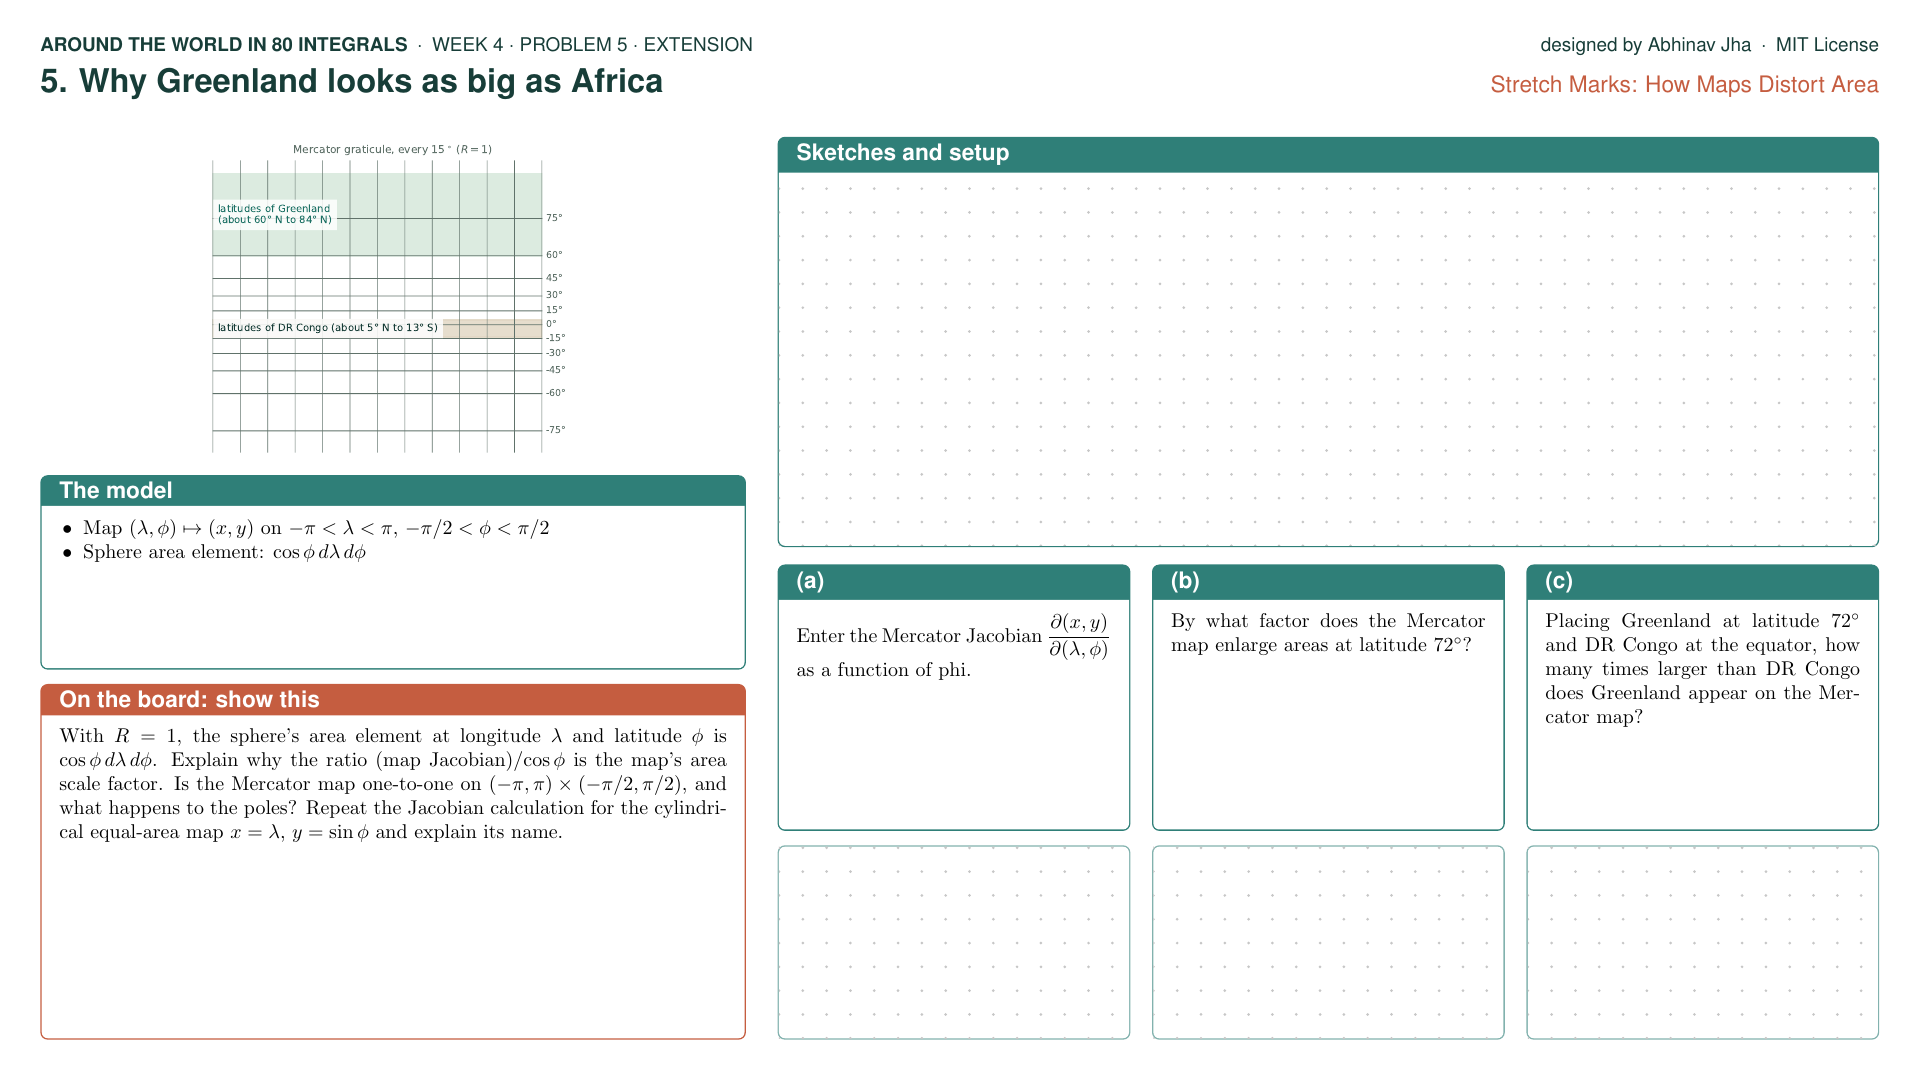 AROUND THE WORLD IN 80 INTEGRALS · WEEK 4 · PROBLEM 5 · EXTENSION
designed by Abhinav Jha · MIT License
5. Why Greenland looks as big as Africa
Stretch Marks: How Maps Distort Area
Mercator graticule, every 15° (R = 1)
latitudes of Greenland
(about 60° N to 84° N)
75°
60°
45°
30°
15°
latitudes of DR Congo (about 5° N to 13° S)
0°
-15°
-30°
-45°
-60°
-75°
The model
• Map (λ, ϕ) ↦ (x, y) on −π < λ < π, −π/2 < ϕ < π/2
• Sphere area element: cos ϕ dλ dϕ
On the board: show this
With R = 1, the sphere's area element at longitude λ and latitude ϕ is
cos ϕ dλ dϕ. Explain why the ratio (map Jacobian)/cos ϕ is the map's area
scale factor. Is the Mercator map one-to-one on (−π, π) × (−π/2, π/2), and
what happens to the poles? Repeat the Jacobian calculation for the cylindri-
cal equal-area map x = λ, y = sin ϕ and explain its name.
Sketches and setup
(a)
Enter the Mercator Jacobian ∂(x, y)/∂(λ, ϕ)
as a function of phi.
(b)
By what factor does the Mercator
map enlarge areas at latitude 72°?
(c)
Placing Greenland at latitude 72°
and DR Congo at the equator, how
many times larger than DR Congo
does Greenland appear on the Mer-
cator map?